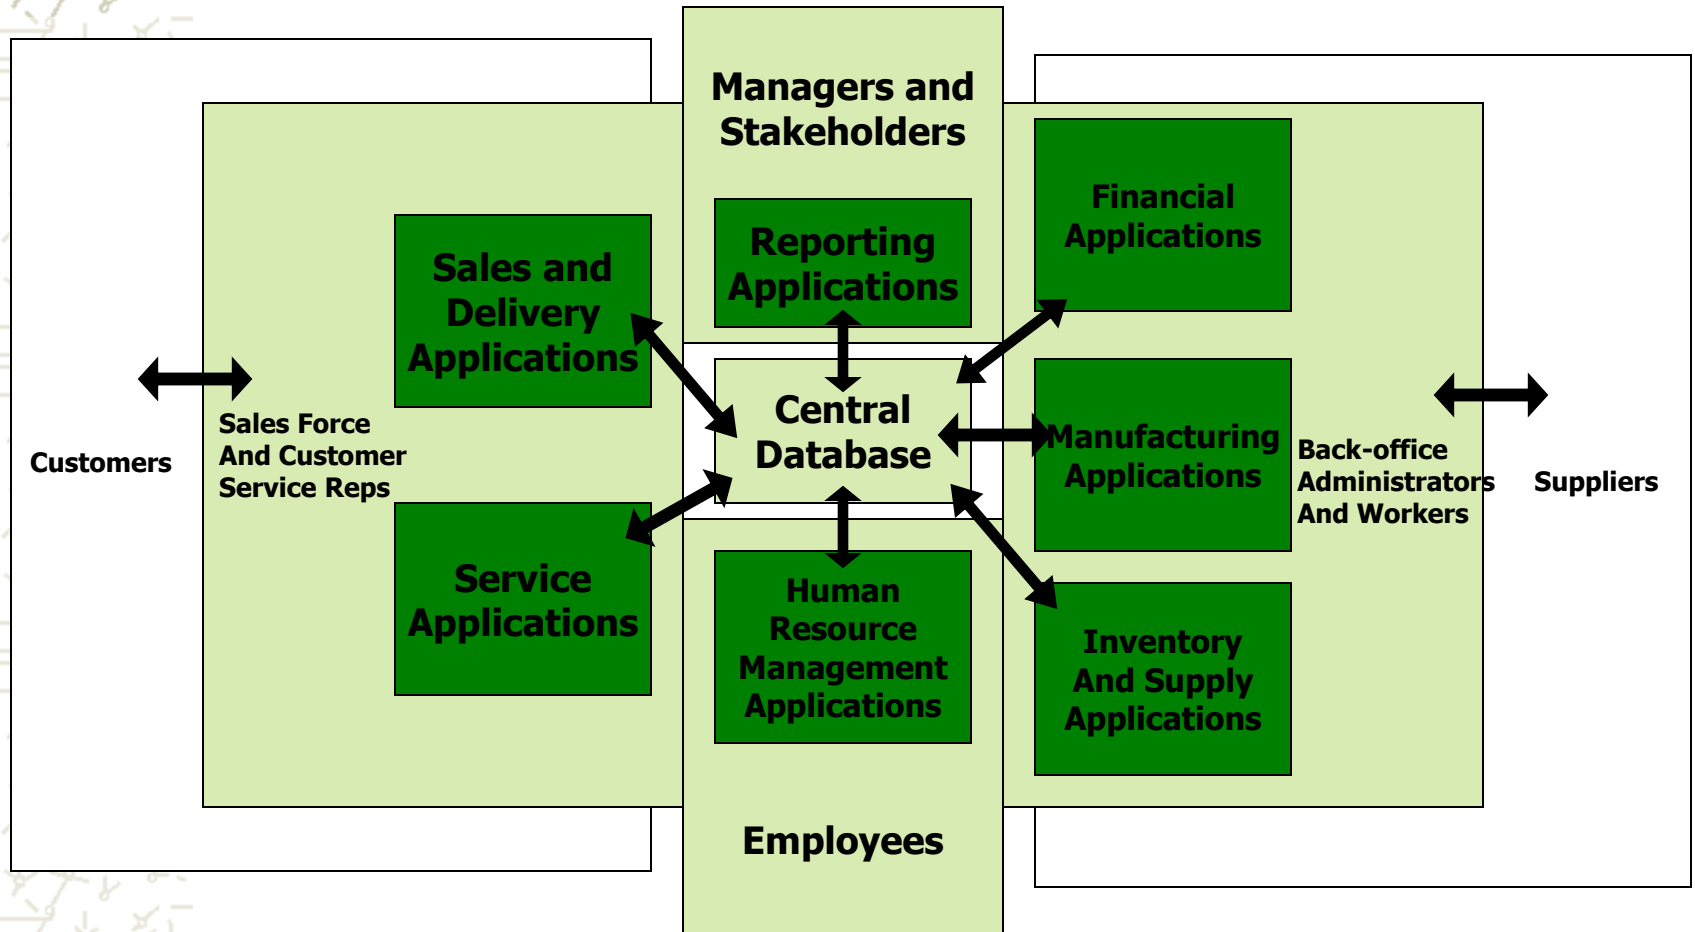 Managers and
Stakeholders
Reporting
Applications
Financial
Applications
Sales and
Delivery
Applications
Central
Database
Manufacturing
Applications
Customers
Sales Force
And Customer
Service Reps
Back-office
Administrators
And Workers
Suppliers
Service
Applications
Human
Resource
Management
Applications
Inventory
And Supply
Applications
Employees